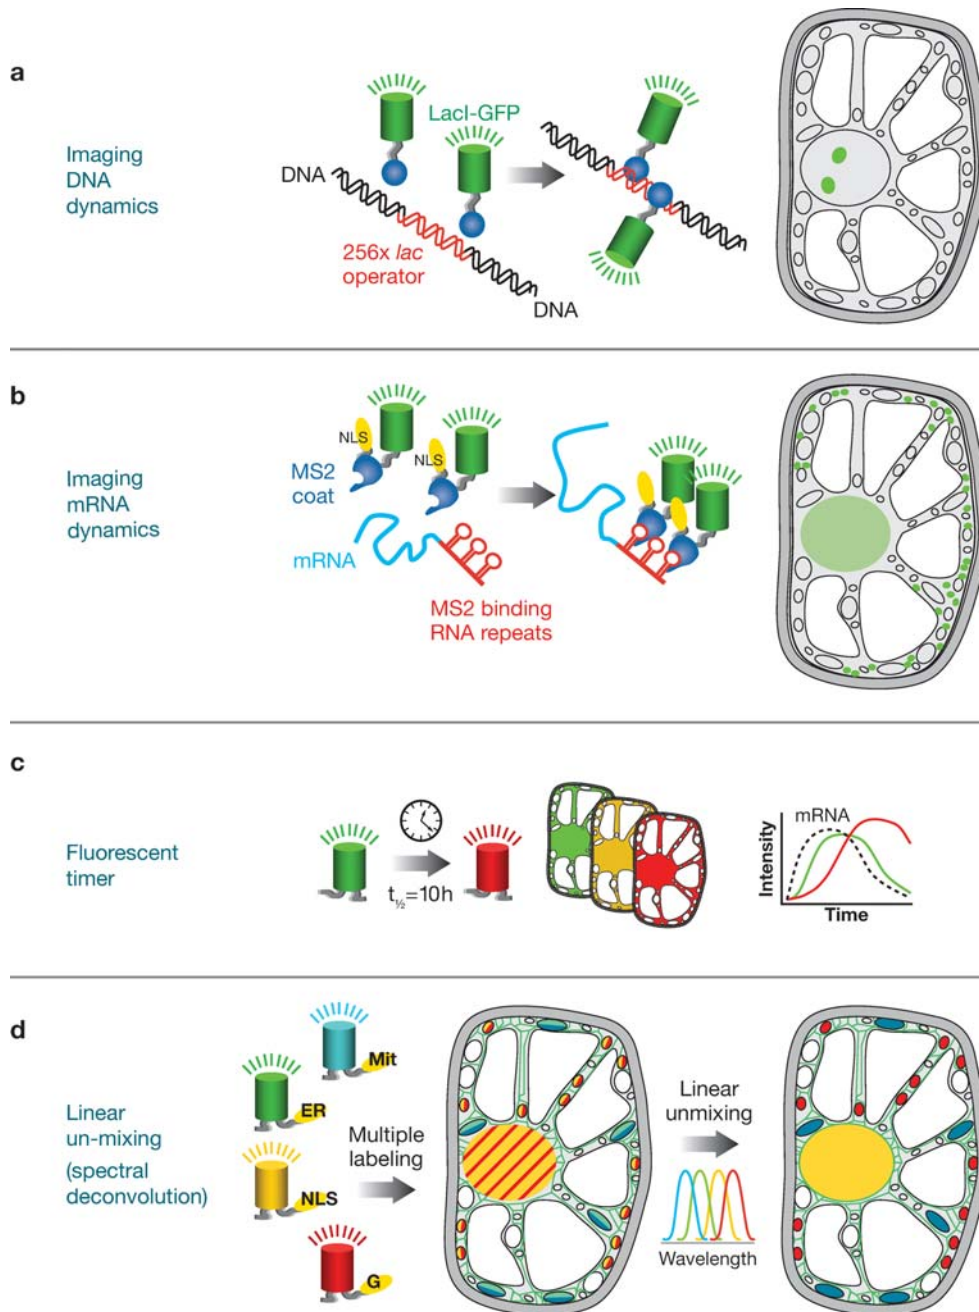 a
Imaging
DNA
dynamics
LacI-GFP
DNA
256x lac
operator
DNA
b
Imaging
mRNA
dynamics
NLS
NLS
MS2
coat
mRNA
MS2 binding
RNA repeats
c
Fluorescent
timer
t½=10h
mRNA
Intensity
Time
d
Linear
un-mixing
(spectral
deconvolution)
Mit
ER
NLS
G
Multiple
labeling
Linear
unmixing
Wavelength